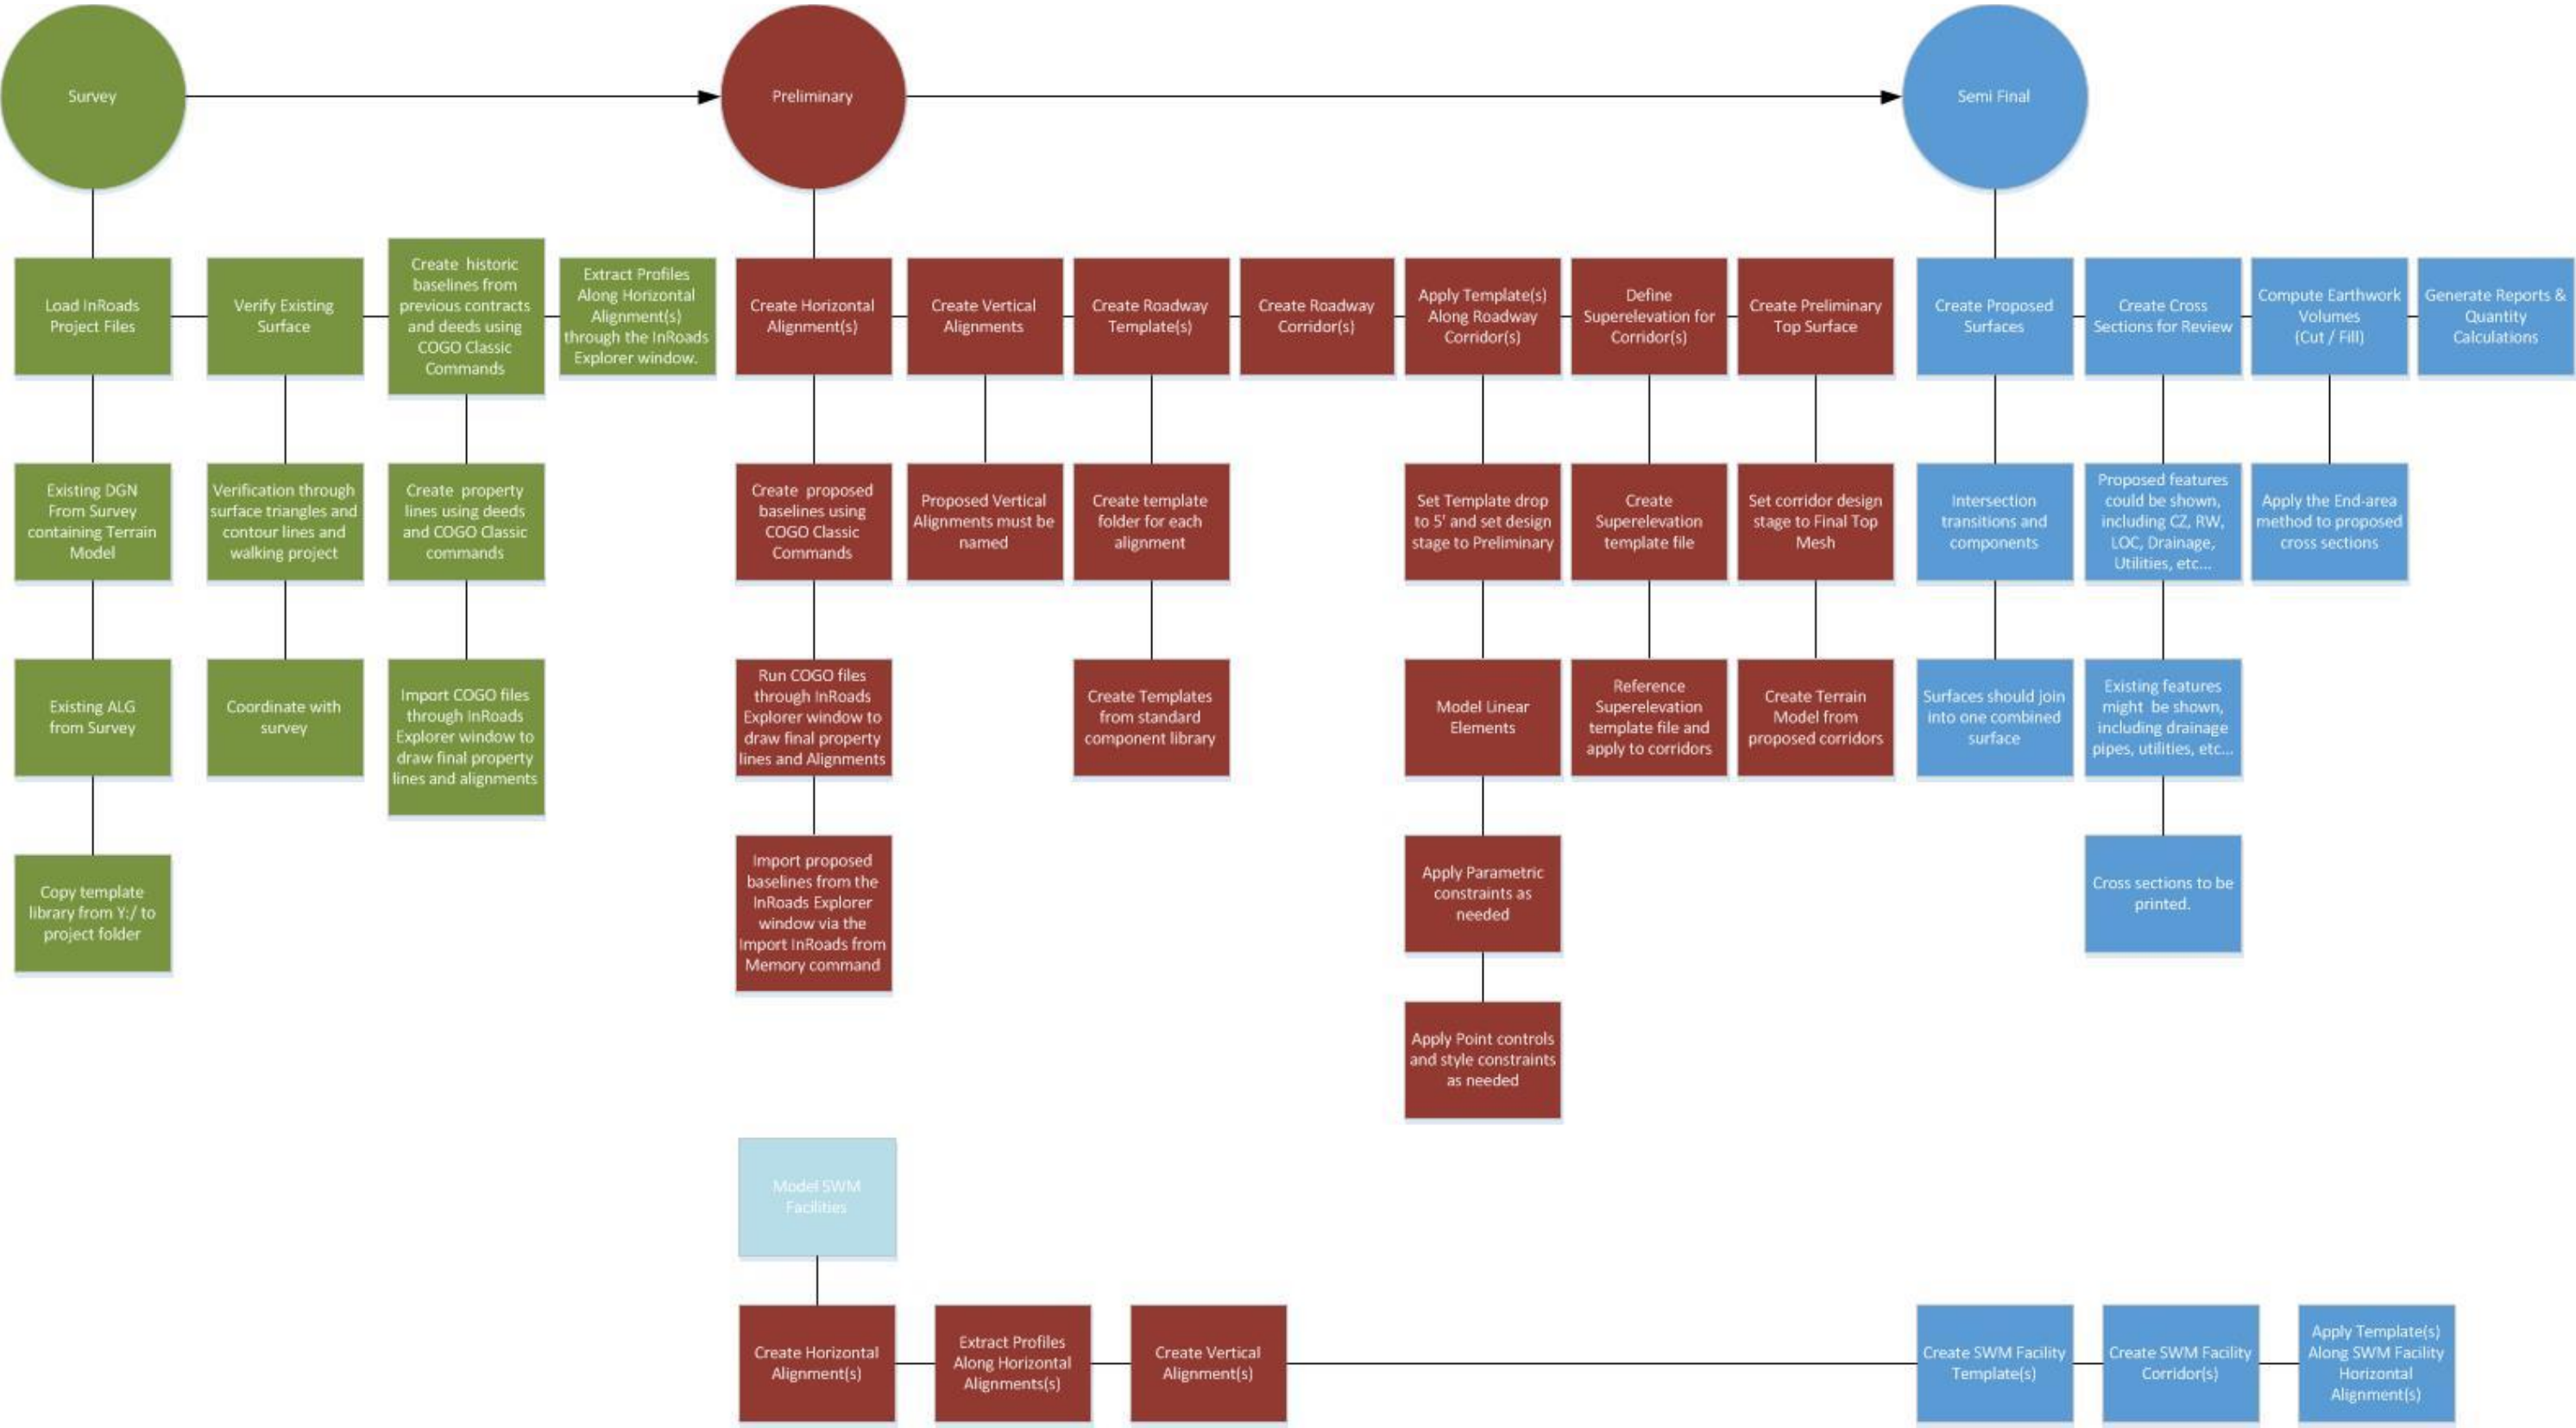 Survey
Preliminary
Semi Final
Load InRoads
Project Files
Verify Existing
Surface
Create historic
baselines from
previous contracts
and deeds using
COGO Classic
Commands
Extract Profiles
Along Horizontal
Alignment(s)
through the InRoads
Explorer window.
Create Horizontal
Alignment(s)
Create Vertical
Alignments
Create Roadway
Template(s)
Create Roadway
Corridor(s)
Apply Template(s)
Along Roadway
Corridor(s)
Define
Superelevation for
Corridor(s)
Create Preliminary
Top Surface
Create Proposed
Surfaces
Create Cross
Sections for Review
Compute Earthwork
Volumes
(Cut / Fill)
Generate Reports &
Quantity
Calculations
Existing DGN
From Survey
containing Terrain
Model
Verification through
surface triangles and
contour lines and
walking project
Create property
lines using deeds
and COGO Classic
commands
Create proposed
baselines using
COGO Classic
Commands
Proposed Vertical
Alignments must be
named
Create template
folder for each
alignment
Set Template drop
to 5' and set design
stage to Preliminary
Create
Superelevation
template file
Set corridor design
stage to Final Top
Mesh
Intersection
transitions and
components
Proposed features
could be shown,
including CZ, RW,
LOC, Drainage,
Utilities, etc...
Apply the End-area
method to proposed
cross sections
Existing ALG
from Survey
Coordinate with
survey
Import COGO files
through InRoads
Explorer window to
draw final property
lines and alignments
Run COGO files
through InRoads
Explorer window to
draw final property
lines and Alignments
Create Templates
from standard
component library
Model Linear
Elements
Reference
Superelevation
template file and
apply to corridors
Create Terrain
Model from
proposed corridors
Surfaces should join
into one combined
surface
Existing features
might be shown,
including drainage
pipes, utilities, etc...
Copy template
library from Y:/ to
project folder
Import proposed
baselines from the
InRoads Explorer
window via the
Import InRoads from
Memory command
Apply Parametric
constraints as
needed
Cross sections to be
printed.
Apply Point controls
and style constraints
as needed
Model SWM
Facilities
Create Horizontal
Alignment(s)
Extract Profiles
Along Horizontal
Alignments(s)
Create Vertical
Alignment(s)
Create SWM Facility
Template(s)
Create SWM Facility
Corridor(s)
Apply Template(s)
Along SWM Facility
Horizontal
Alignment(s)